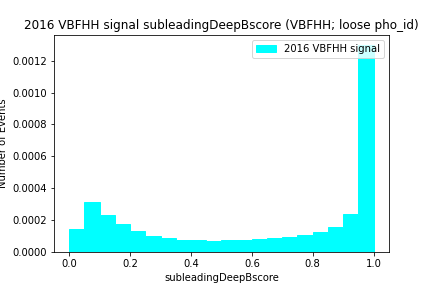 2016 VBFHH signal subleadingDeepBscore (VBFHH; loose pho_id)
2016 VBFHH signal
Number of Events
0.0012
0.0010
0.0008
0.0006
0.0004
0.0002
0.0000
0.0 0.2 0.4 0.6 0.8 1.0
subleadingDeepBscore